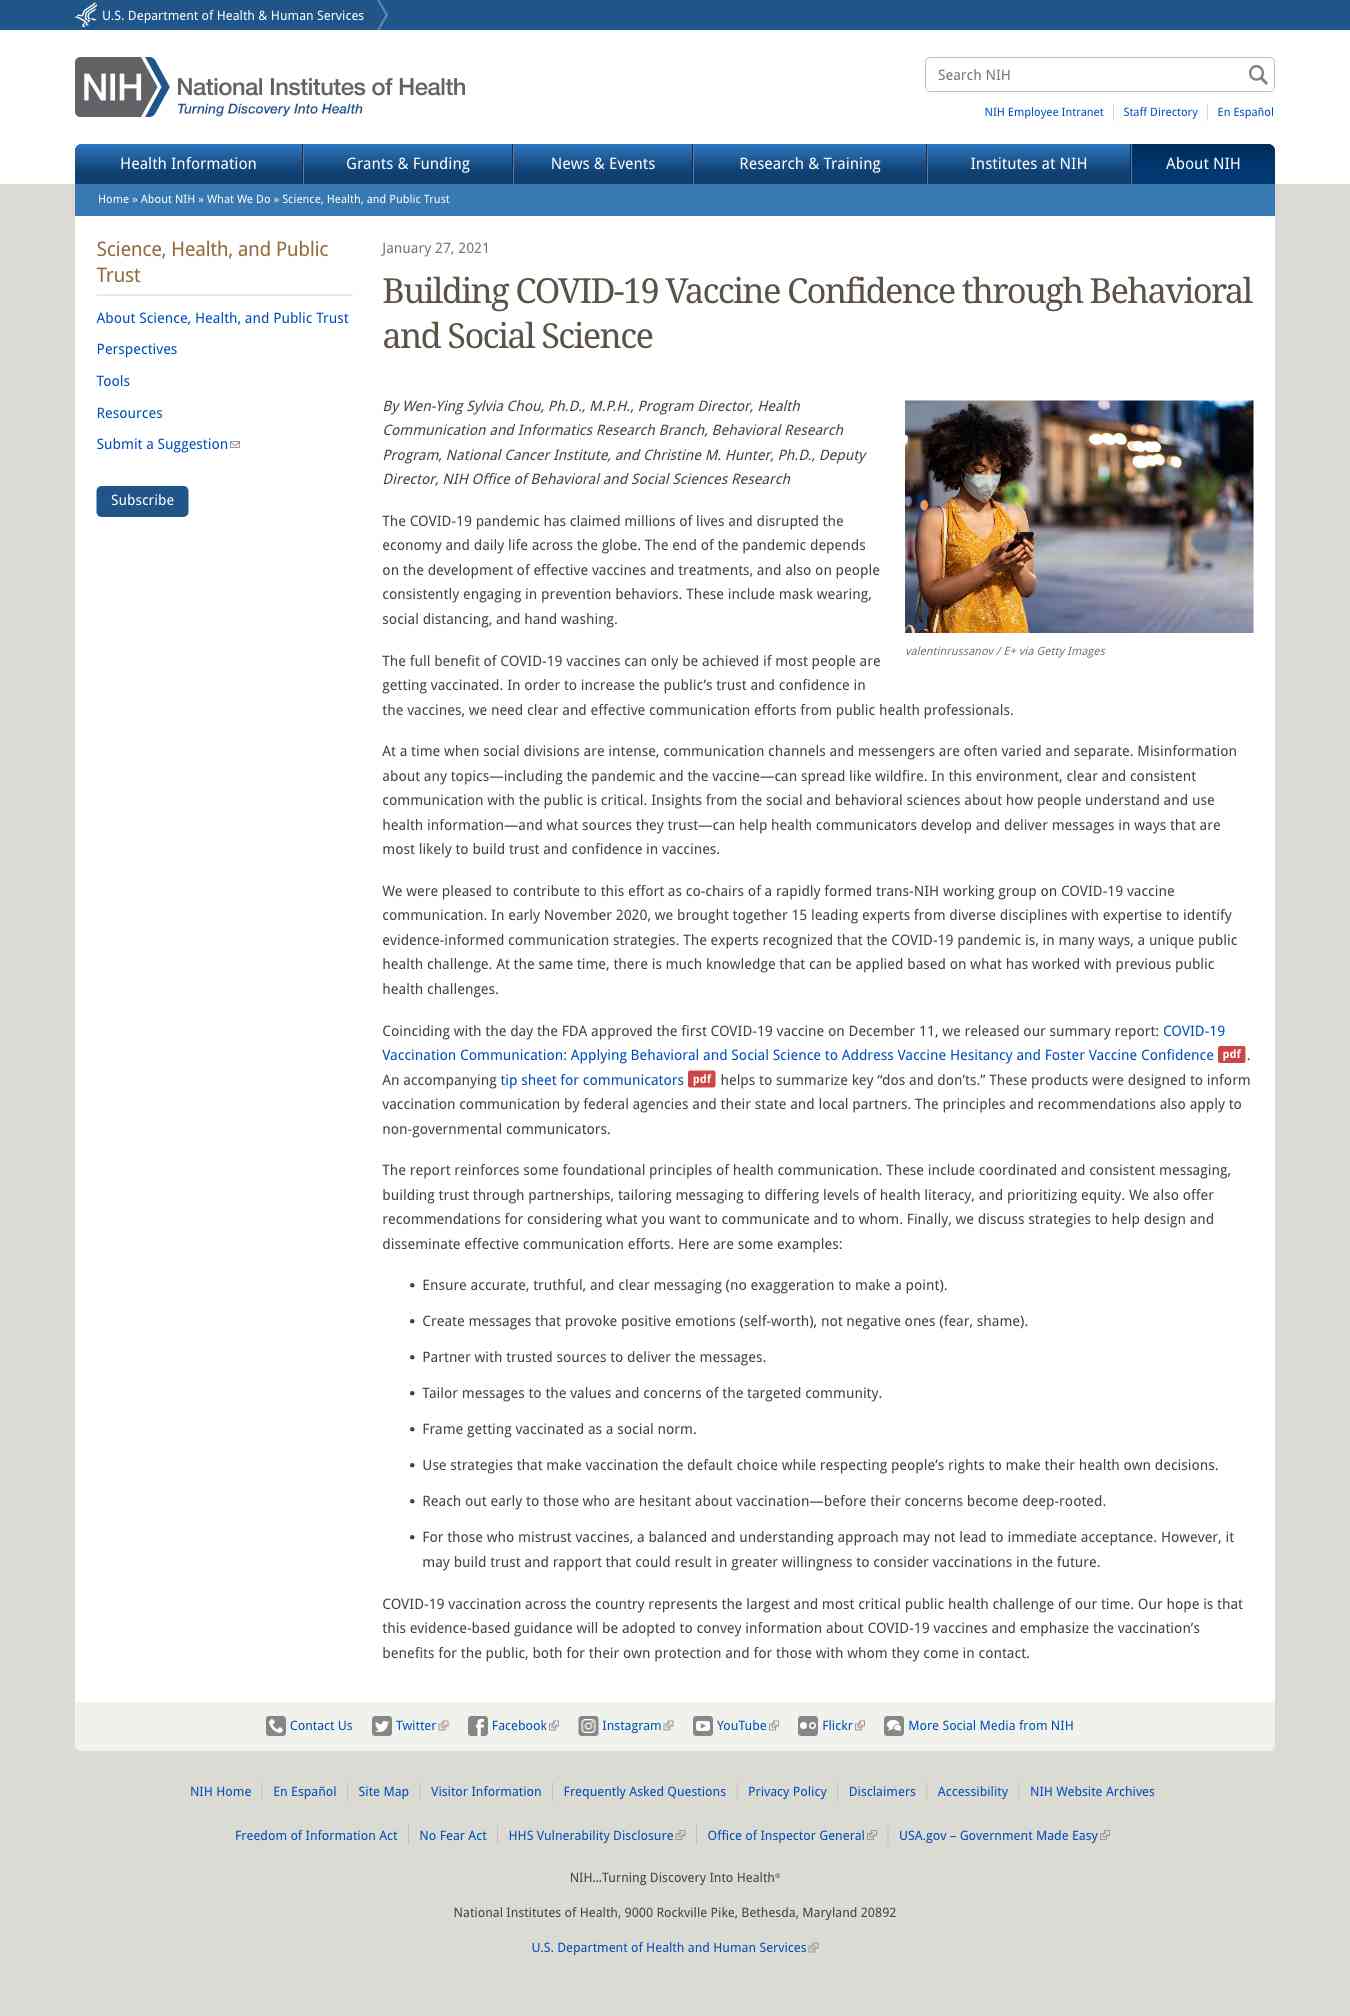 U.S. Department of Health & Human Services
NIH National Institutes of Health
Turning Discovery Into Health
Search NIH
NIH Employee Intranet Staff Directory En Español
Health Information Grants & Funding News & Events Research & Training Institutes at NIH About NIH
Home » About NIH » What We Do » Science, Health, and Public Trust
Science, Health, and Public
Trust
About Science, Health, and Public Trust
Perspectives
Tools
Resources
Submit a Suggestion
Subscribe
January 27, 2021
Building COVID-19 Vaccine Confidence through Behavioral
and Social Science
By Wen-Ying Sylvia Chou, Ph.D., M.P.H., Program Director, Health
Communication and Informatics Research Branch, Behavioral Research
Program, National Cancer Institute, and Christine M. Hunter, Ph.D., Deputy
Director, NIH Office of Behavioral and Social Sciences Research
The COVID-19 pandemic has claimed millions of lives and disrupted the
economy and daily life across the globe. The end of the pandemic depends
on the development of effective vaccines and treatments, and also on people
consistently engaging in prevention behaviors. These include mask wearing,
social distancing, and hand washing.
valentinrussanov / E+ via Getty Images
The full benefit of COVID-19 vaccines can only be achieved if most people are
getting vaccinated. In order to increase the public’s trust and confidence in
the vaccines, we need clear and effective communication efforts from public health professionals.
At a time when social divisions are intense, communication channels and messengers are often varied and separate. Misinformation
about any topics—including the pandemic and the vaccine—can spread like wildfire. In this environment, clear and consistent
communication with the public is critical. Insights from the social and behavioral sciences about how people understand and use
health information—and what sources they trust—can help health communicators develop and deliver messages in ways that are
most likely to build trust and confidence in vaccines.
We were pleased to contribute to this effort as co-chairs of a rapidly formed trans-NIH working group on COVID-19 vaccine
communication. In early November 2020, we brought together 15 leading experts from diverse disciplines with expertise to identify
evidence-informed communication strategies. The experts recognized that the COVID-19 pandemic is, in many ways, a unique public
health challenge. At the same time, there is much knowledge that can be applied based on what has worked with previous public
health challenges.
Coinciding with the day the FDA approved the first COVID-19 vaccine on December 11, we released our summary report: COVID-19
Vaccination Communication: Applying Behavioral and Social Science to Address Vaccine Hesitancy and Foster Vaccine Confidence pdf.
An accompanying tip sheet for communicators pdf helps to summarize key “dos and don’ts.” These products were designed to inform
vaccination communication by federal agencies and their state and local partners. The principles and recommendations also apply to
non-governmental communicators.
The report reinforces some foundational principles of health communication. These include coordinated and consistent messaging,
building trust through partnerships, tailoring messaging to differing levels of health literacy, and prioritizing equity. We also offer
recommendations for considering what you want to communicate and to whom. Finally, we discuss strategies to help design and
disseminate effective communication efforts. Here are some examples:
• Ensure accurate, truthful, and clear messaging (no exaggeration to make a point).
• Create messages that provoke positive emotions (self-worth), not negative ones (fear, shame).
• Partner with trusted sources to deliver the messages.
• Tailor messages to the values and concerns of the targeted community.
• Frame getting vaccinated as a social norm.
• Use strategies that make vaccination the default choice while respecting people’s rights to make their health own decisions.
• Reach out early to those who are hesitant about vaccination—before their concerns become deep-rooted.
• For those who mistrust vaccines, a balanced and understanding approach may not lead to immediate acceptance. However, it
may build trust and rapport that could result in greater willingness to consider vaccinations in the future.
COVID-19 vaccination across the country represents the largest and most critical public health challenge of our time. Our hope is that
this evidence-based guidance will be adopted to convey information about COVID-19 vaccines and emphasize the vaccination’s
benefits for the public, both for their own protection and for those with whom they come in contact.
Contact Us Twitter Facebook Instagram YouTube Flickr More Social Media from NIH
NIH Home En Español Site Map Visitor Information Frequently Asked Questions Privacy Policy Disclaimers Accessibility NIH Website Archives
Freedom of Information Act No Fear Act HHS Vulnerability Disclosure Office of Inspector General USA.gov – Government Made Easy
NIH…Turning Discovery Into Health®
National Institutes of Health, 9000 Rockville Pike, Bethesda, Maryland 20892
U.S. Department of Health and Human Services